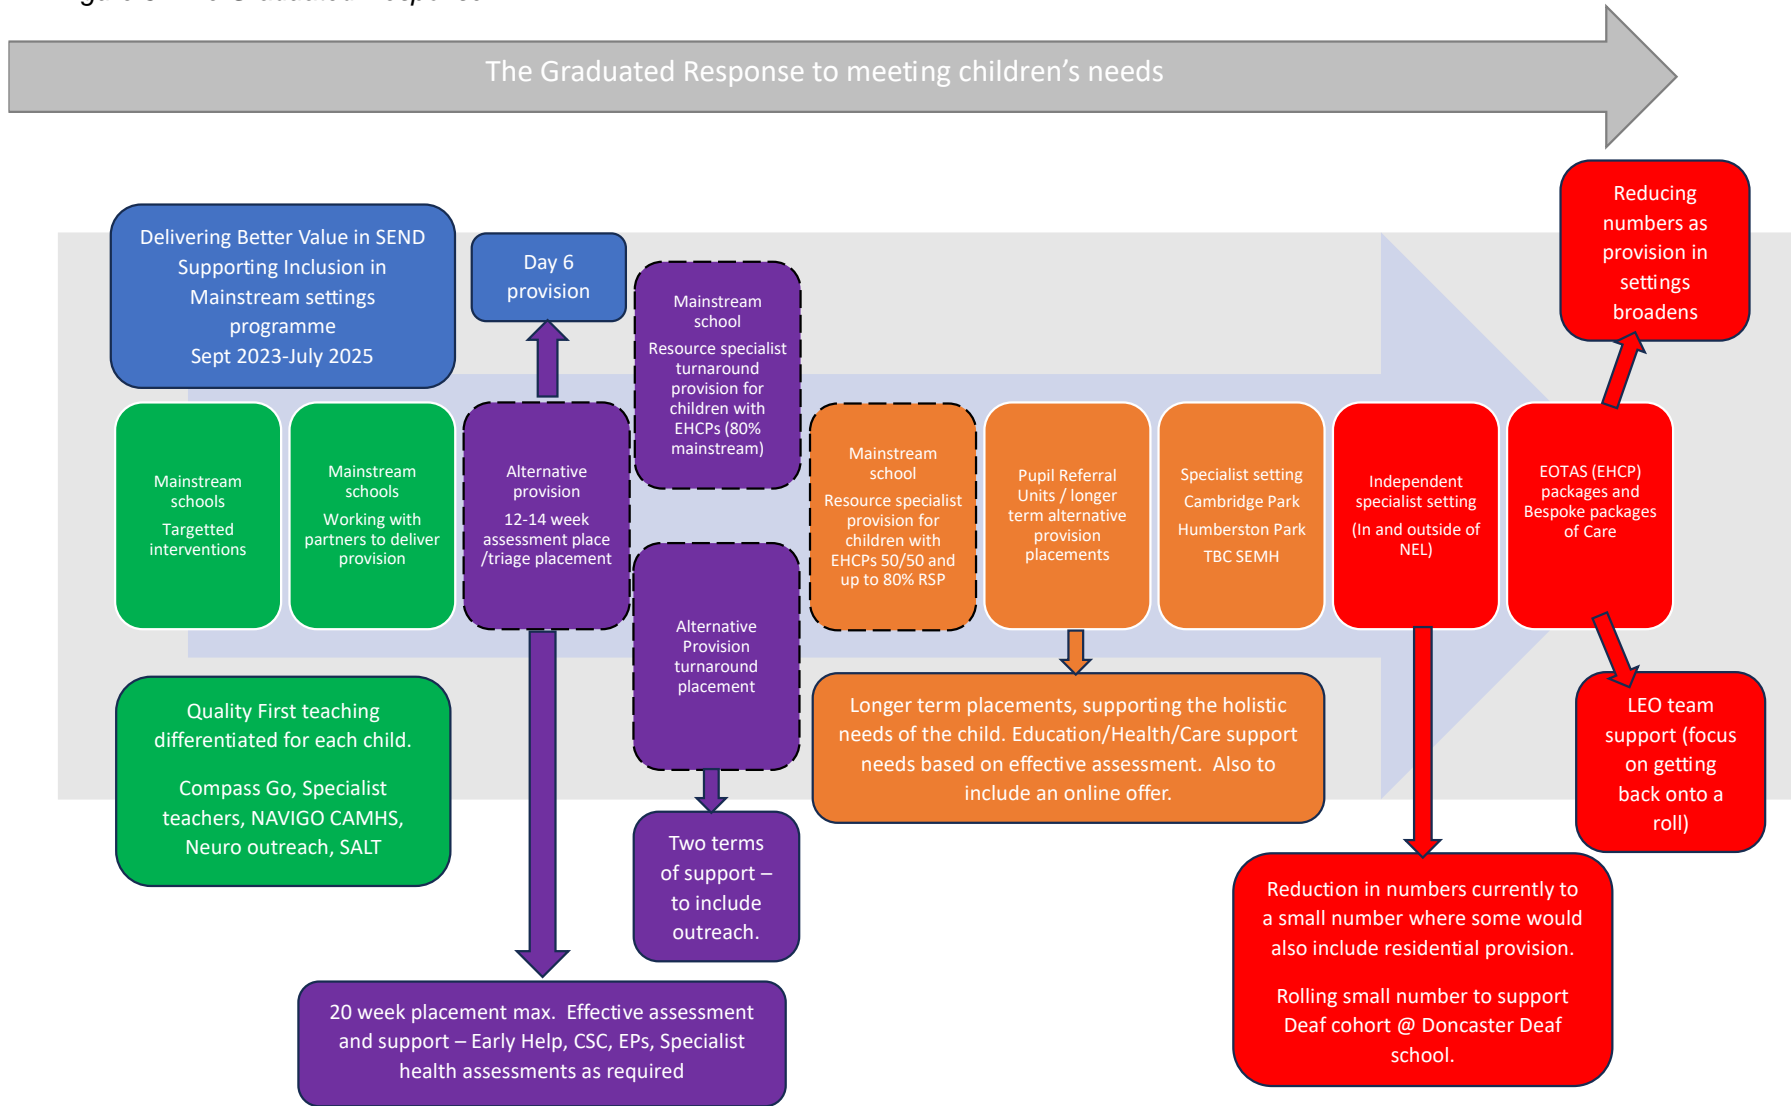 The Graduated Response to meeting children's needs
Delivering Better Value in SEND
Supporting Inclusion in
Mainstream settings
programme
Sept 2023-July 2025
Day 6
provision
Mainstream
school
Resource specialist
turnaround
provision for
children with
EHCPs (80%
mainstream)
Reducing
numbers as
provision in
settings
broadens
Mainstream
schools
Targetted
interventions
Mainstream
schools
Working with
partners to deliver
provision
Alternative
provision
12-14 week
assessment place
/triage placement
Alternative
Provision
turnaround
placement
Mainstream
school
Resource specialist
provision for
children with
EHCPs 50/50 and
up to 80% RSP
Pupil Referral
Units / longer
term alternative
provision
placements
Specialist setting
Cambridge Park
Humberston Park
TBC SEMH
Independent
specialist setting
(In and outside of
NEL)
EOTAS (EHCP)
packages and
Bespoke packages
of Care
Quality First teaching
differentiated for each child.
Compass Go, Specialist
teachers, NAVIGO CAMHS,
Neuro outreach, SALT
Two terms
of support –
to include
outreach.
Longer term placements, supporting the holistic
needs of the child. Education/Health/Care support
needs based on effective assessment.  Also to
include an online offer.
LEO team
support (focus
on getting
back onto a
roll)
20 week placement max.  Effective assessment
and support – Early Help, CSC, EPs, Specialist
health assessments as required
Reduction in numbers currently to
a small number where some would
also include residential provision.
Rolling small number to support
Deaf cohort @ Doncaster Deaf
school.